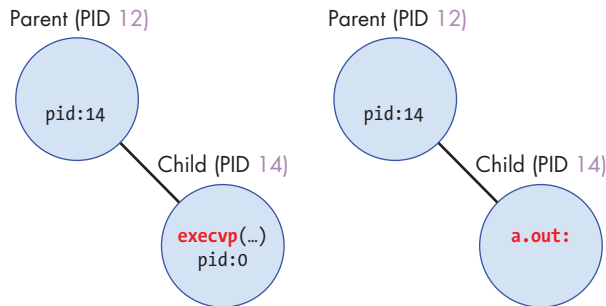 Parent (PID 12)
pid:14
Child (PID 14)
execvp(…)
pid:0
Parent (PID 12)
pid:14
Child (PID 14)
a.out: